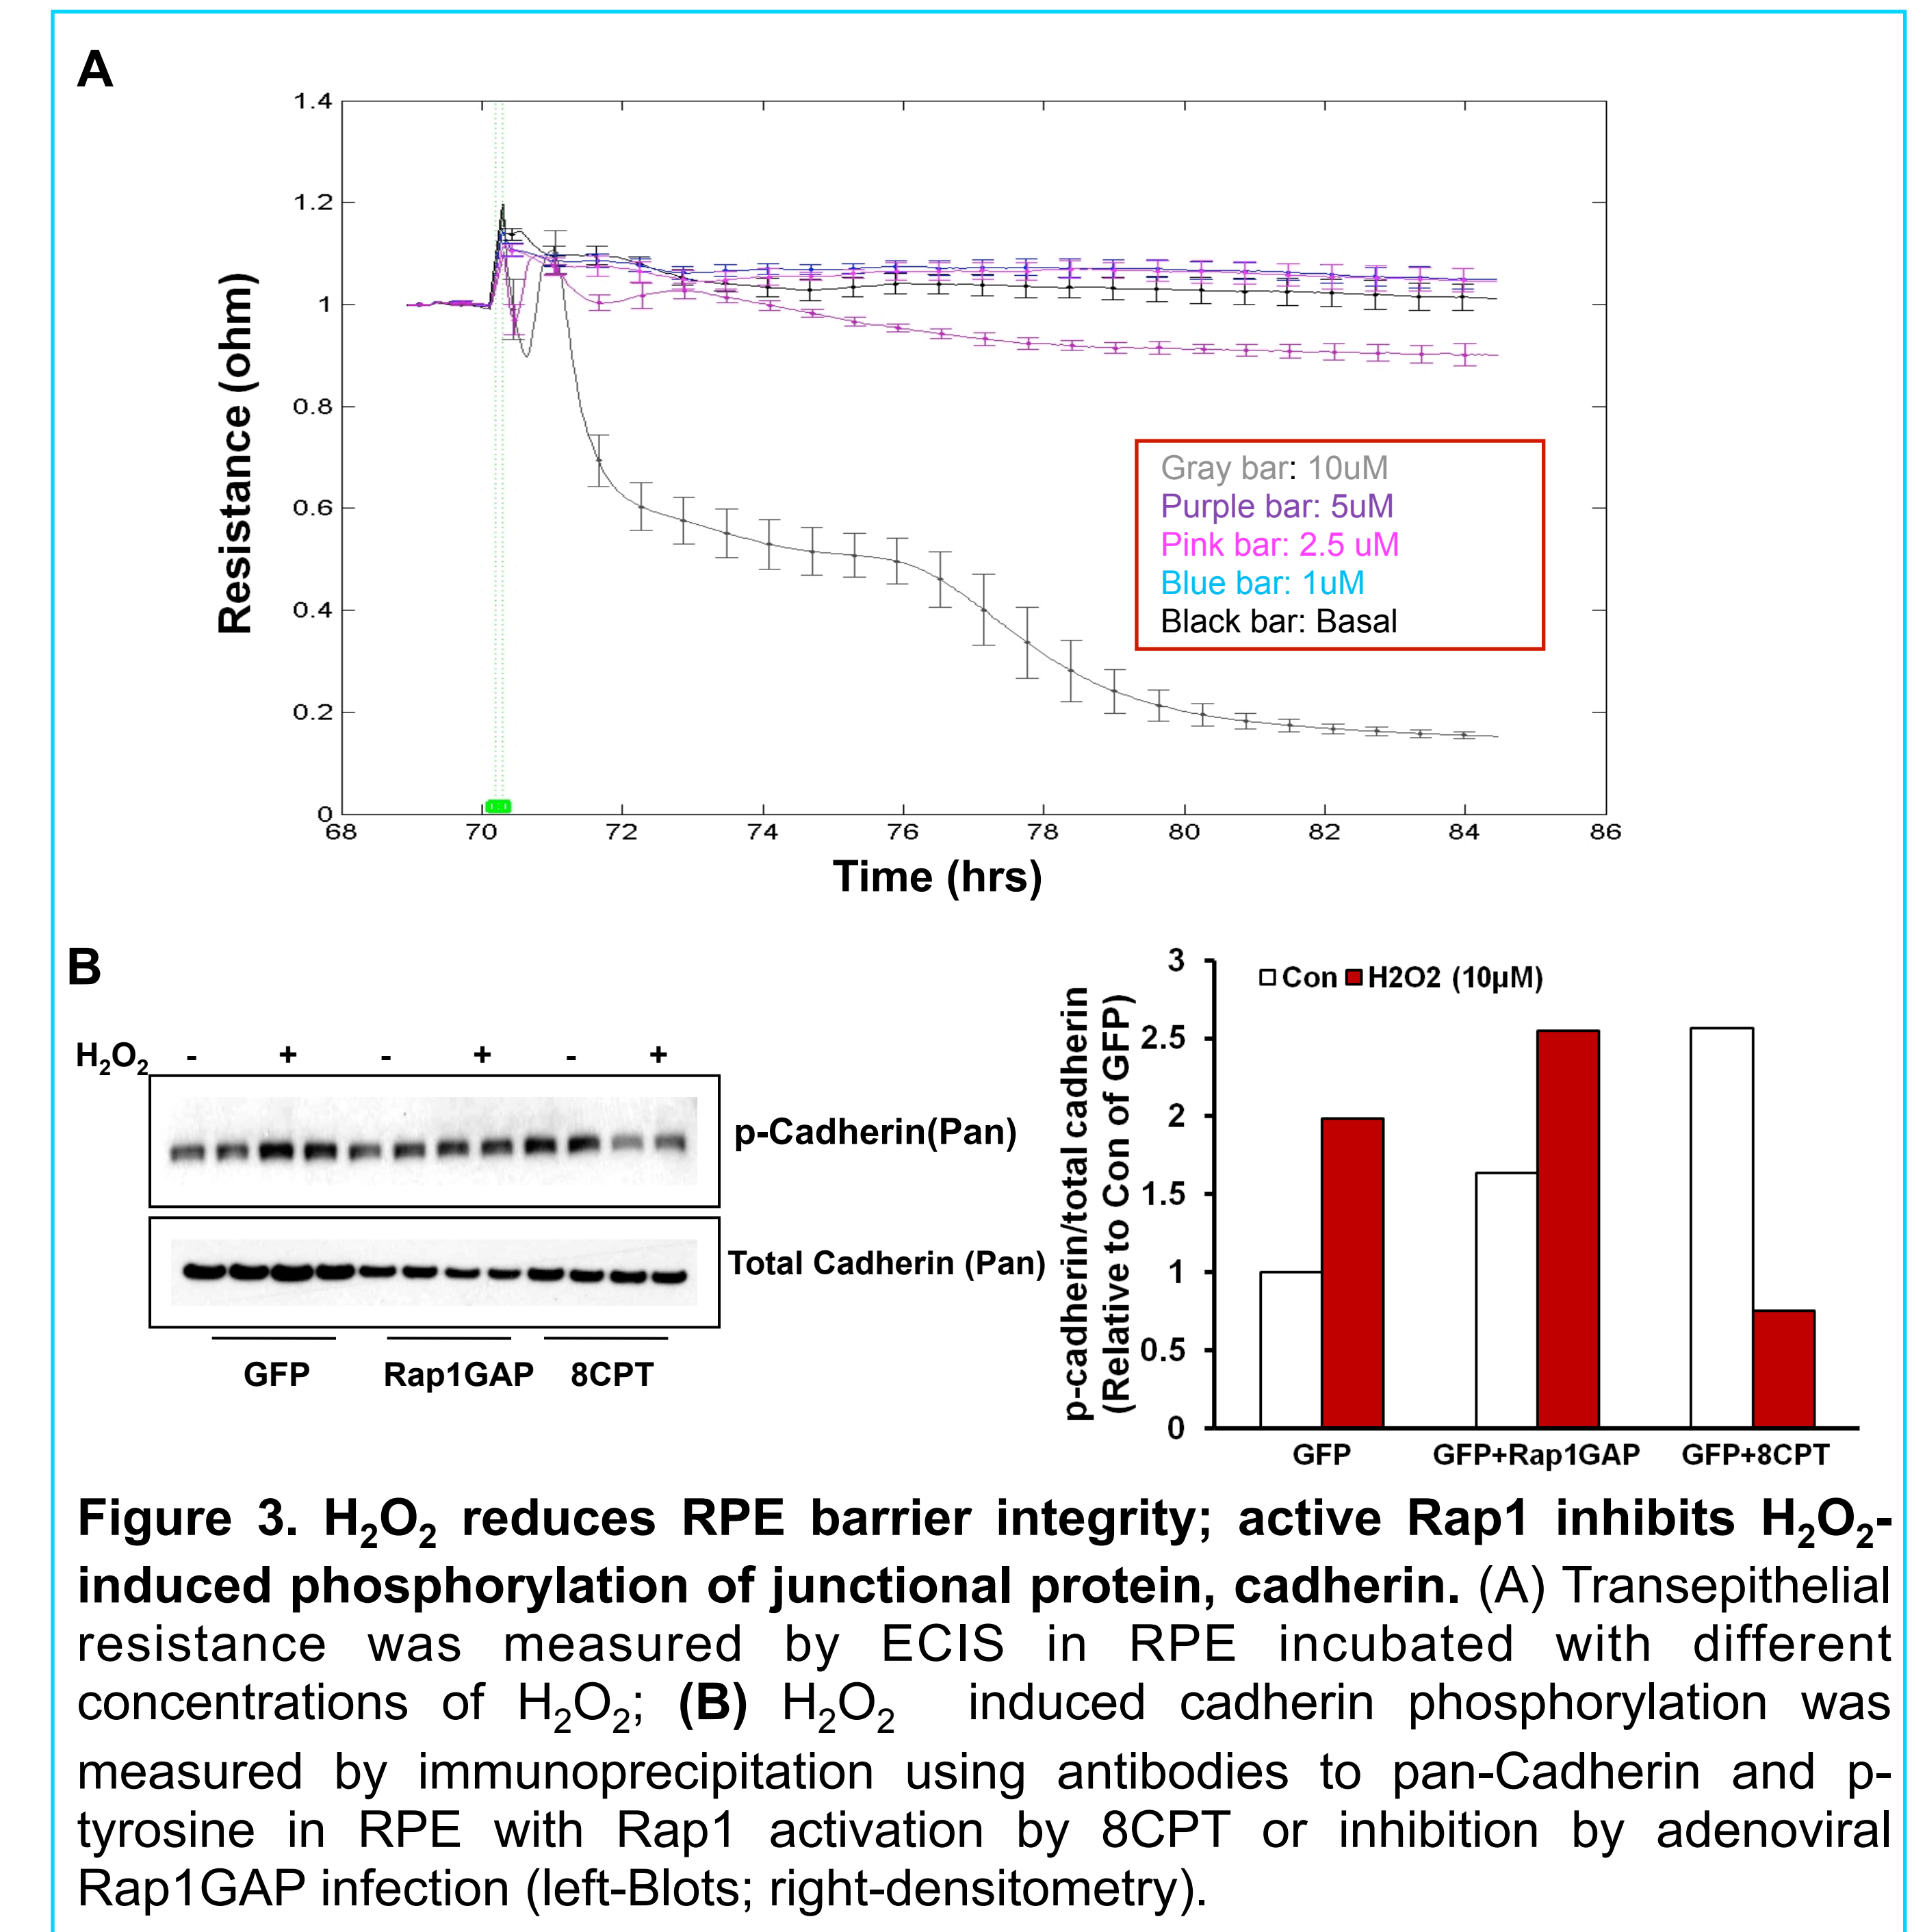 A
1.4
1.2
1
0.8
0.6
0.4
0.2
0
68 70 72 74 76 78 80 82 84 86
Resistance (ohm)
Time (hrs)
Gray bar: 10uM
Purple bar: 5uM
Pink bar: 2.5 uM
Blue bar: 1uM
Black bar: Basal
B
H₂O₂ - + - + - +
p-Cadherin(Pan)
Total Cadherin (Pan)
GFP Rap1GAP 8CPT
p-cadherin/total cadherin
(Relative to Con of GFP)
3
2.5
2
1.5
1
0.5
0
Con H2O2 (10µM)
GFP GFP+Rap1GAP GFP+8CPT
Figure 3. H₂O₂ reduces RPE barrier integrity; active Rap1 inhibits H₂O₂-
induced phosphorylation of junctional protein, cadherin. (A) Transepithelial
resistance was measured by ECIS in RPE incubated with different
concentrations of H₂O₂; (B) H₂O₂ induced cadherin phosphorylation was
measured by immunoprecipitation using antibodies to pan-Cadherin and p-
tyrosine in RPE with Rap1 activation by 8CPT or inhibition by adenoviral
Rap1GAP infection (left-Blots; right-densitometry).